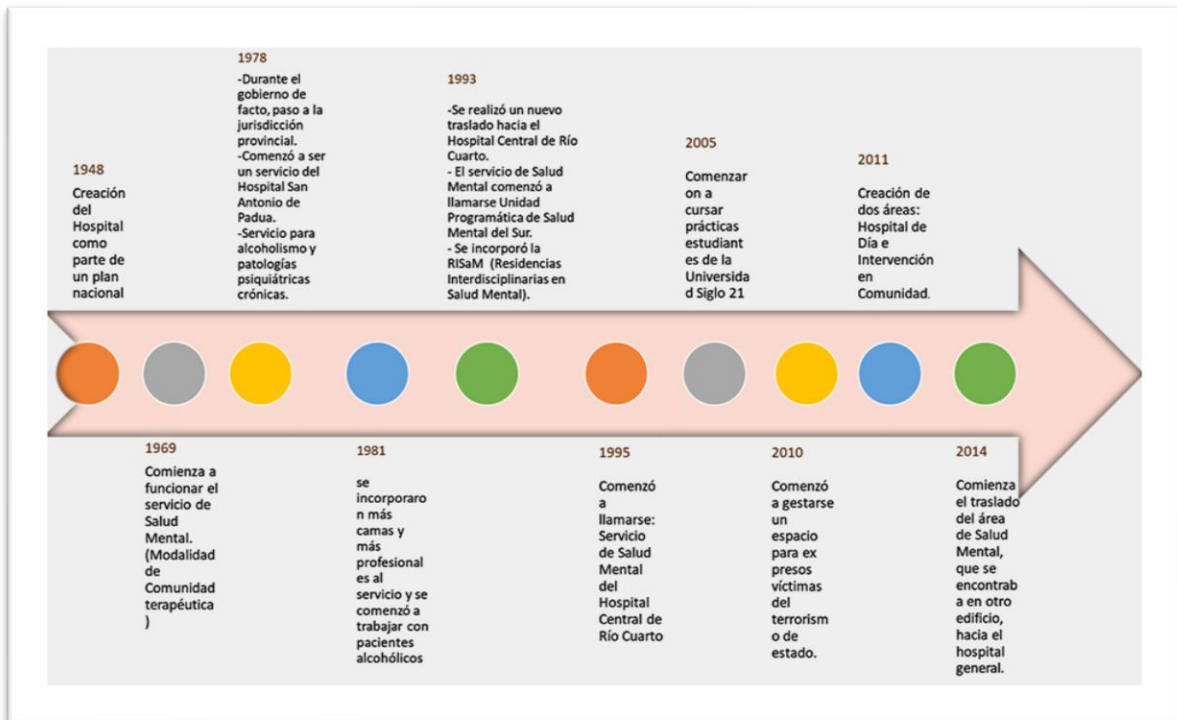 1948
Creación
del
Hospital
como
parte de
un plan
nacional
1969
Comienza a
funcionar el
servicio de
Salud
Mental.
(Modalidad
de
Comunidad
terapéutica
)
1978
-Durante el
gobierno de
facto, paso a la
jurisdicción
provincial.
-Comenzó a ser
un servicio del
Hospital San
Antonio de
Padua.
-Servicio para
alcoholismo y
patologías
psiquiátricas
crónicas.
1981
se
incorporaro
n más
camas y
más
profesional
es al
servicio y se
comenzó a
trabajar con
pacientes
alcohólicos
1993
-Se realizó un nuevo
traslado hacia el
Hospital Central de Río
Cuarto.
- El servicio de Salud
Mental comenzó a
llamarse Unidad
Programática de Salud
Mental del Sur.
- Se incorporó la
RISaM (Residencias
Interdisciplinarias en
Salud Mental).
1995
Comenzó
a
llamarse:
Servicio
de Salud
Mental
del
Hospital
Central de
Río Cuarto
2005
Comenzar
on a
cursar
prácticas
estudiant
es de la
Universida
d Siglo 21
2010
Comenzó
a gestarse
un
espacio
para ex
presos
víctimas
del
terrorism
o de
estado.
2011
Creación de
dos áreas:
Hospital de
Día e
Intervención
en
Comunidad.
2014
Comienza
el traslado
del área
de Salud
Mental,
que se
encontrab
a en otro
edificio,
hacia el
hospital
general.